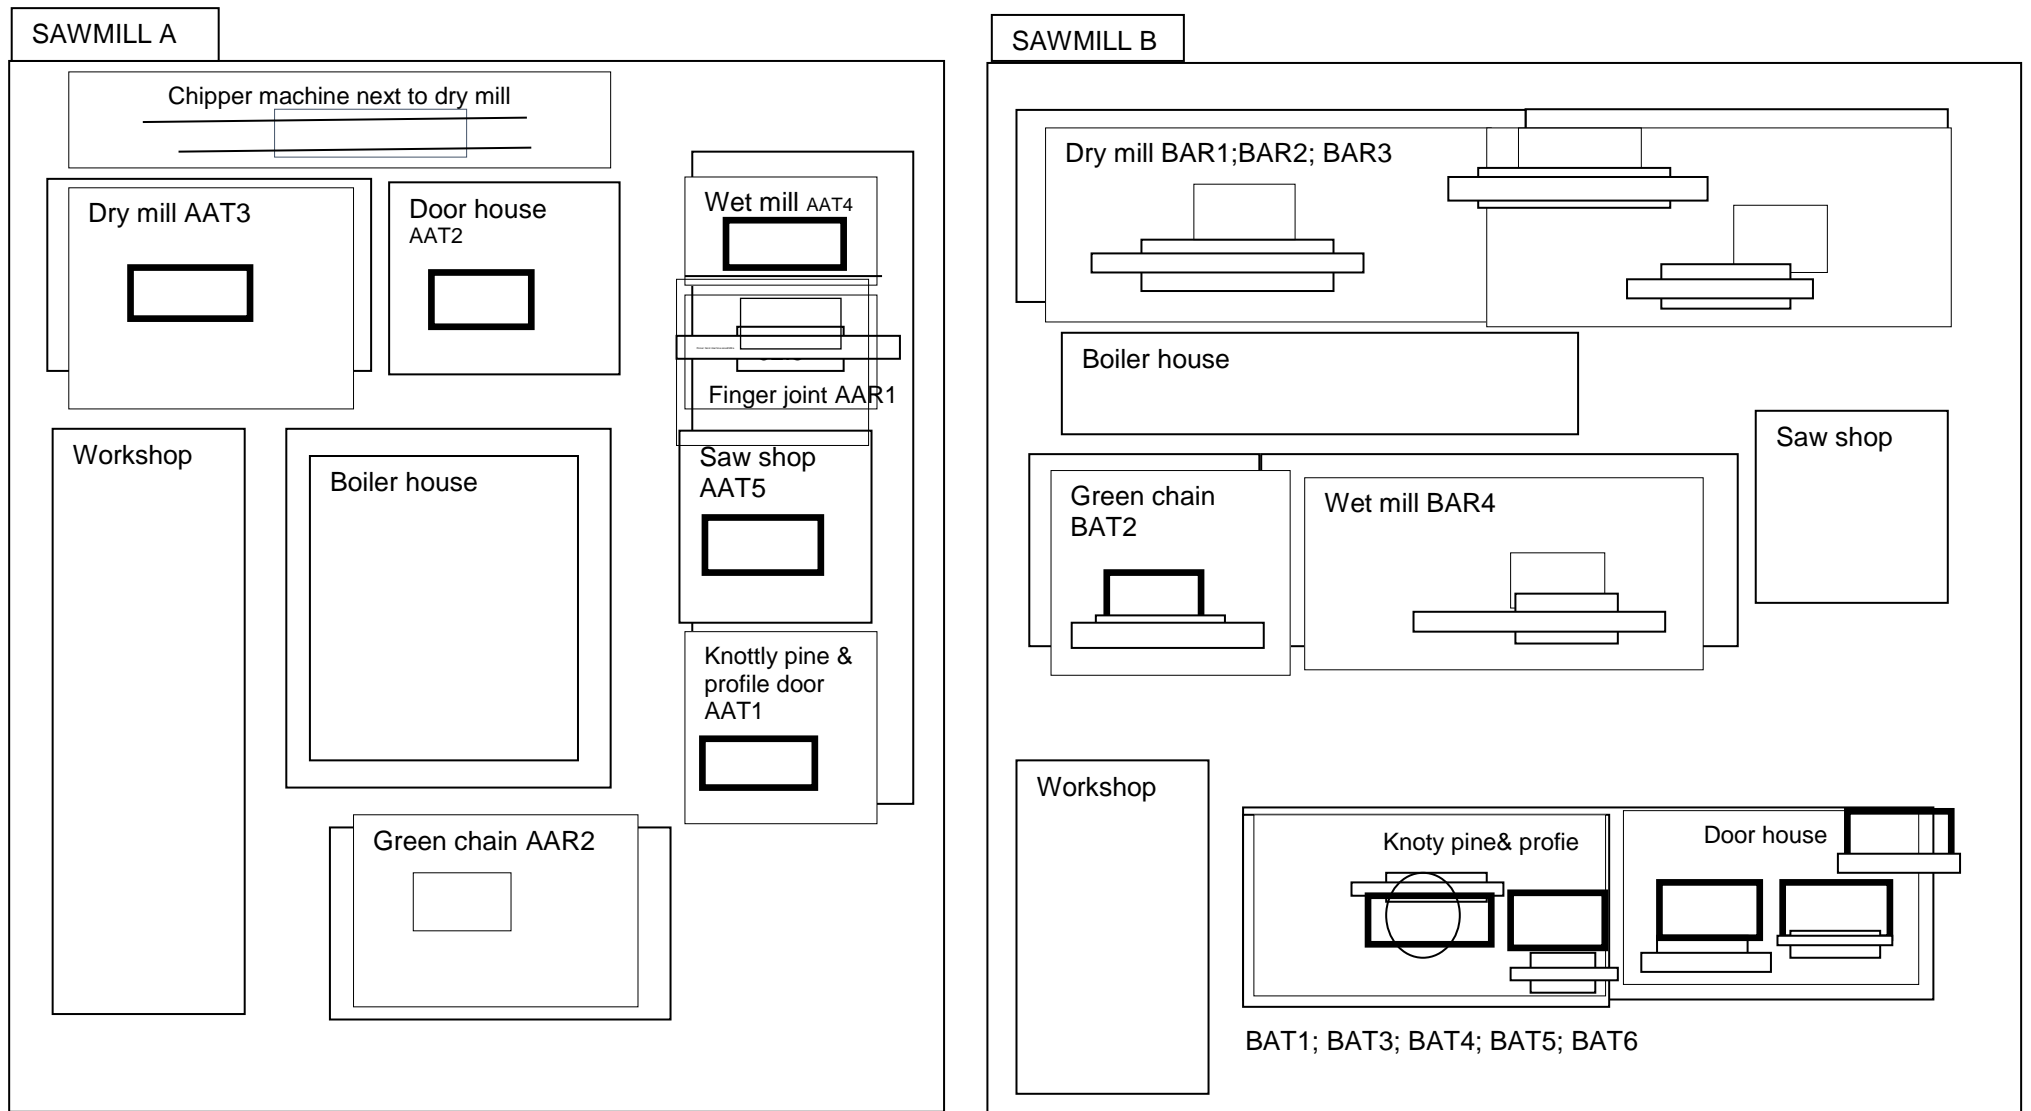 SAWMILL A
Chipper machine next to dry mill
Dry mill AAT3
Door house
AAT2
Wet mill AAT4
Finger joint AAR1
Workshop
Boiler house
Saw shop
AAT5
Knottly pine &
profile door
AAT1
Green chain AAR2
SAWMILL B
Dry mill BAR1;BAR2; BAR3
Boiler house
Saw shop
Green chain
BAT2
Wet mill BAR4
Workshop
Knoty pine& profie
Door house
BAT1; BAT3; BAT4; BAT5; BAT6